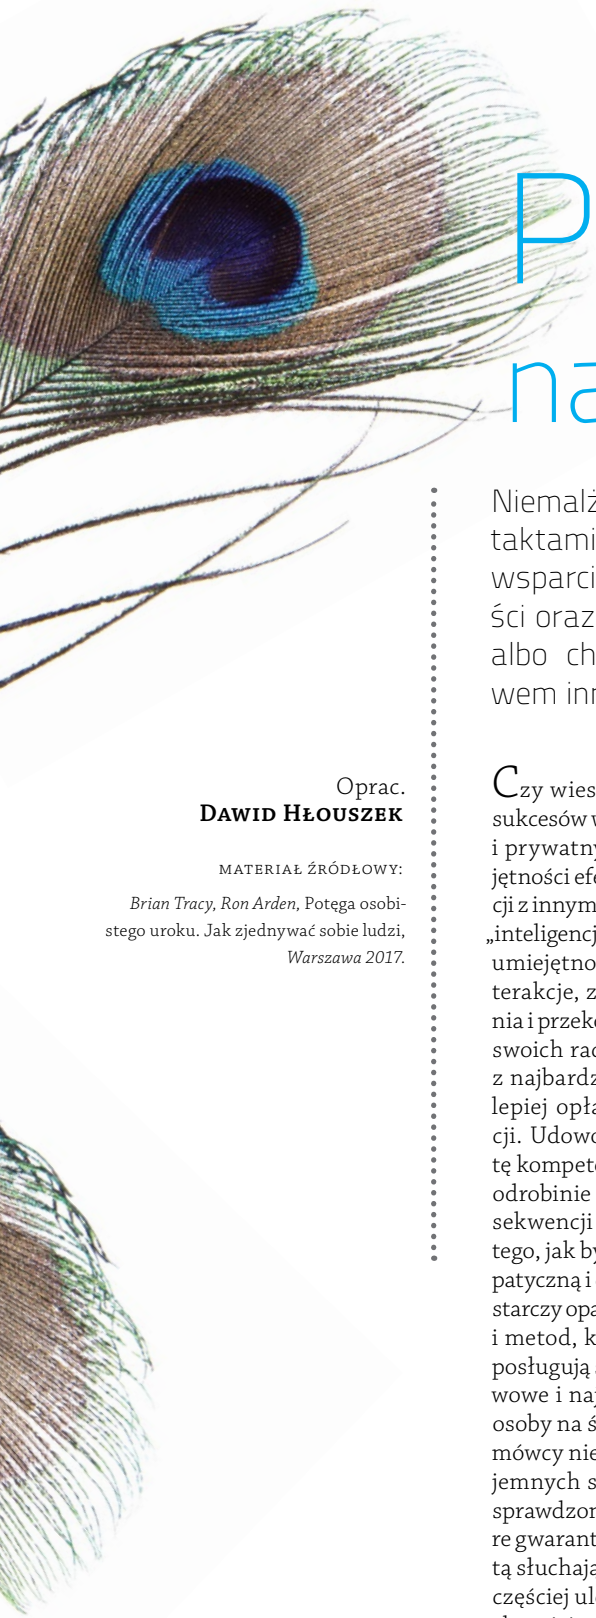 P
na
Niemalż
taktami
wsparci
ści oraz
albo ch
wem inn
Oprac.
Dawid Hłouszek
materiał źródłowy:
Brian Tracy, Ron Arden, Potęga osobi-
stego uroku. Jak zjednywać sobie ludzi,
Warszawa 2017.
Czy wies
sukcesów w
i prywatny
jętności efe
cji z innym
„inteligencj
umiejętno
terakcje, z
nia i przeko
swoich rac
z najbardz
lepiej opła
cji. Udowo
tę kompete
odrobinie
sekwencji
tego, jak by
patyczną i
starczy opa
i metod, k
posługują
wowe i naj
osoby na ś
mówcy nie
jemnych s
sprawdzon
re gwarant
tą słuchają
częściej ule